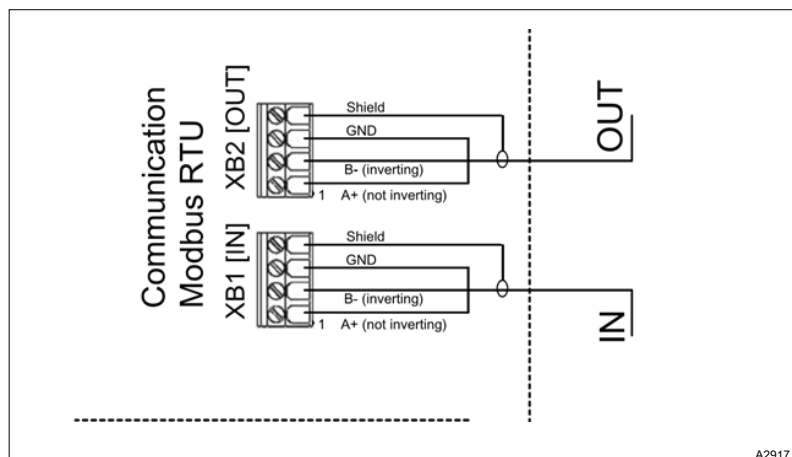 Communication
Modbus RTU
XB2 [OUT]
Shield
GND
B- (inverting)
1 A+ (not inverting)
OUT
XB1 [IN]
Shield
GND
B- (inverting)
1 A+ (not inverting)
IN
A2917